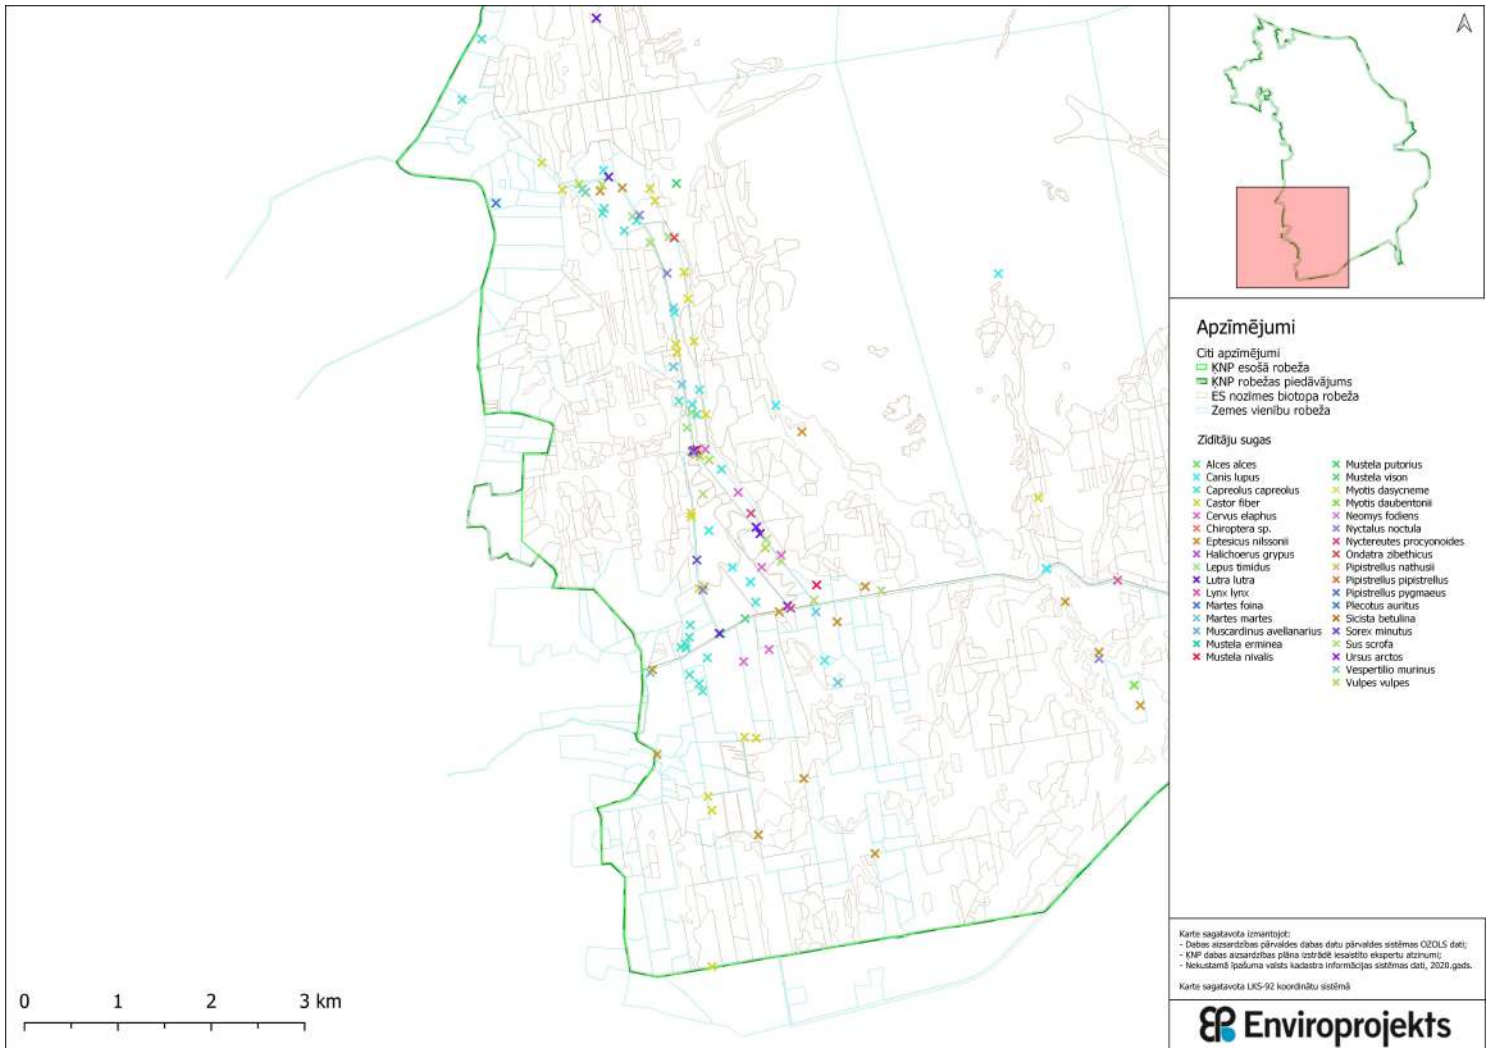 Apzīmējumi
Citi apzīmējumi
ĶNP esošā robeža
ĶNP robežas piedāvājums
ES nozīmes biotopa robeža
Zemes vienību robeža
Zīdītāju sugas
Alces alces
Canis lupus
Capreolus capreolus
Castor fiber
Cervus elaphus
Chiroptera sp.
Eptesicus nilssonii
Halichoerus grypus
Lepus timidus
Lutra lutra
Lynx lynx
Martes foina
Martes martes
Muscardinus avellanarius
Mustela erminea
Mustela nivalis
Mustela putorius
Mustela vison
Myotis dasycneme
Myotis daubentonii
Neomys fodiens
Nyctalus noctula
Nyctereutes procyonoides
Ondatra zibethicus
Pipistrellus nathusii
Pipistrellus pipistrellus
Pipistrellus pygmaeus
Plecotus auritus
Sicista betulina
Sorex minutus
Sus scrofa
Ursus arctos
Vespertilio murinus
Vulpes vulpes
Karte sagatavota izmantojot:
- Dabas aizsardzības pārvaldes dabas datu pārvaldes sistēmas OZOLS dati;
- ĶNP dabas aizsardzības plāna izstrādē iesaistīto ekspertu atzinumi;
- Nekustamā īpašuma valsts kadastra informācijas sistēmas dati, 2020.gads.
Karte sagatavota LKS-92 koordinātu sistēmā
Enviroprojekts
0 1 2 3 km